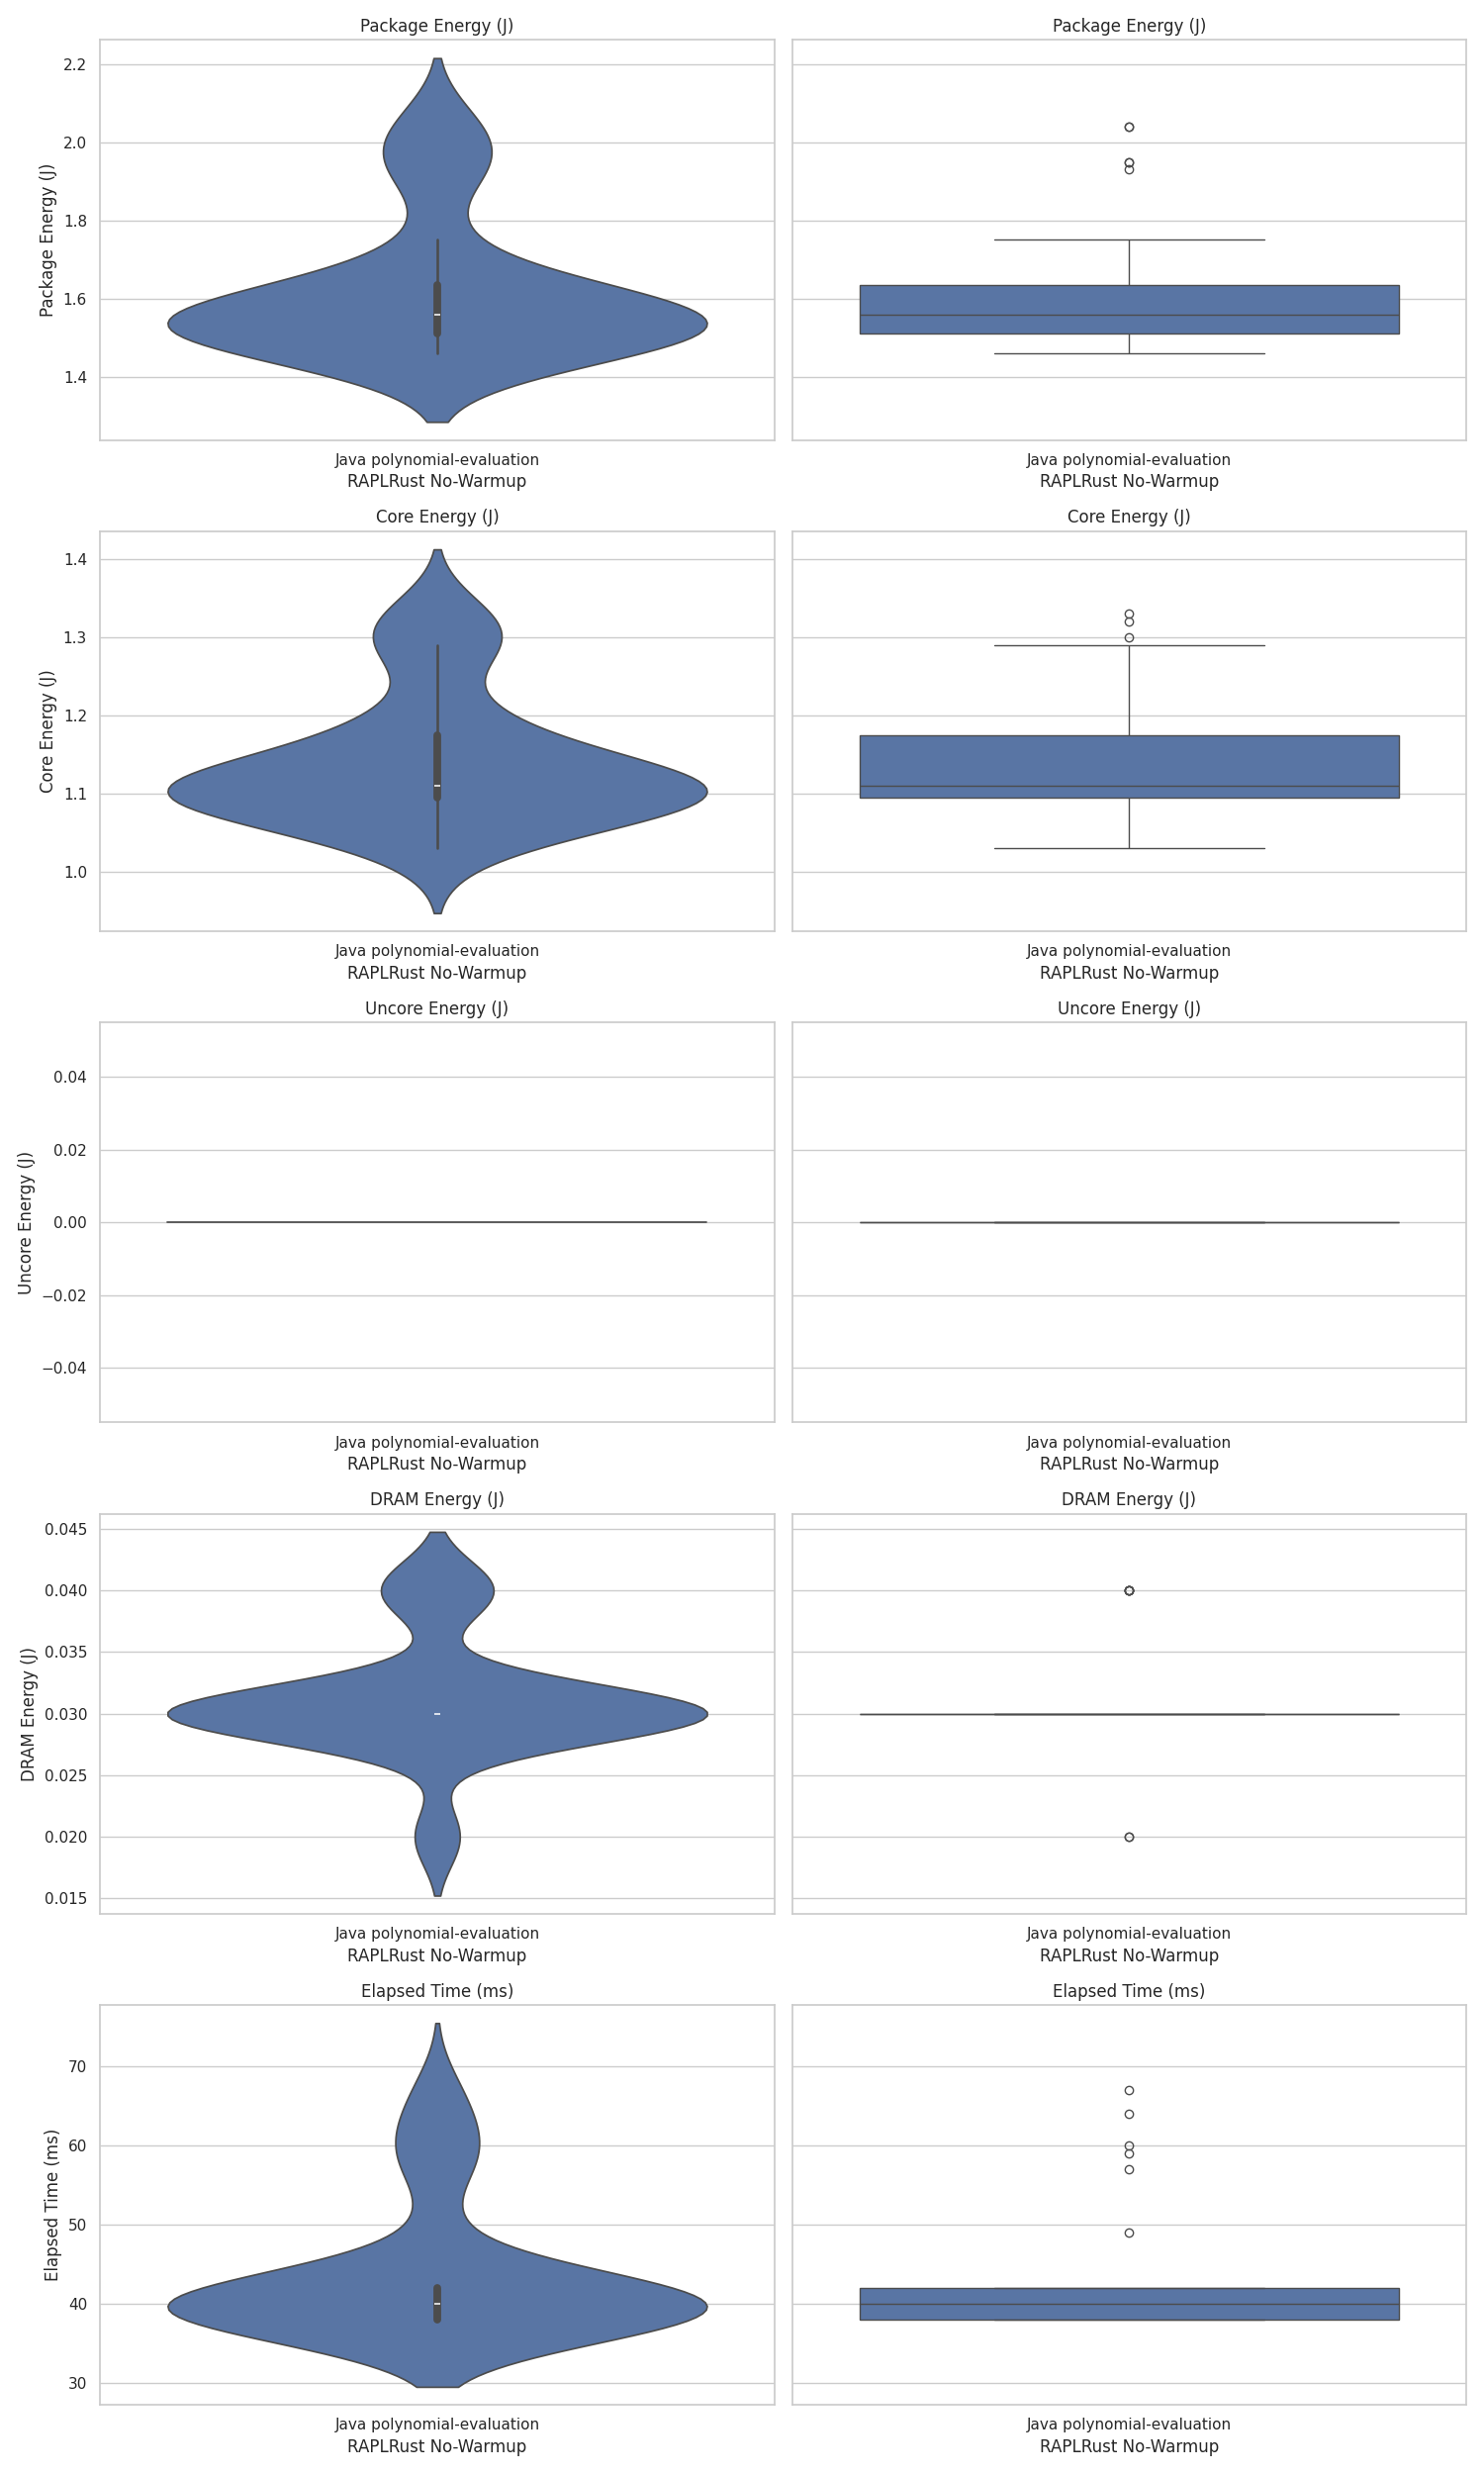 Package Energy (J)
Package Energy (J)
Package Energy (J)
2.2
2.0
1.8
1.6
1.4
Java polynomial-evaluation
RAPLRust No-Warmup
Java polynomial-evaluation
RAPLRust No-Warmup
Core Energy (J)
Core Energy (J)
Core Energy (J)
1.4
1.3
1.2
1.1
1.0
Java polynomial-evaluation
RAPLRust No-Warmup
Java polynomial-evaluation
RAPLRust No-Warmup
Uncore Energy (J)
Uncore Energy (J)
Uncore Energy (J)
0.04
0.02
0.00
−0.02
−0.04
Java polynomial-evaluation
RAPLRust No-Warmup
Java polynomial-evaluation
RAPLRust No-Warmup
DRAM Energy (J)
DRAM Energy (J)
DRAM Energy (J)
0.045
0.040
0.035
0.030
0.025
0.020
0.015
Java polynomial-evaluation
RAPLRust No-Warmup
Java polynomial-evaluation
RAPLRust No-Warmup
Elapsed Time (ms)
Elapsed Time (ms)
Elapsed Time (ms)
70
60
50
40
30
Java polynomial-evaluation
RAPLRust No-Warmup
Java polynomial-evaluation
RAPLRust No-Warmup